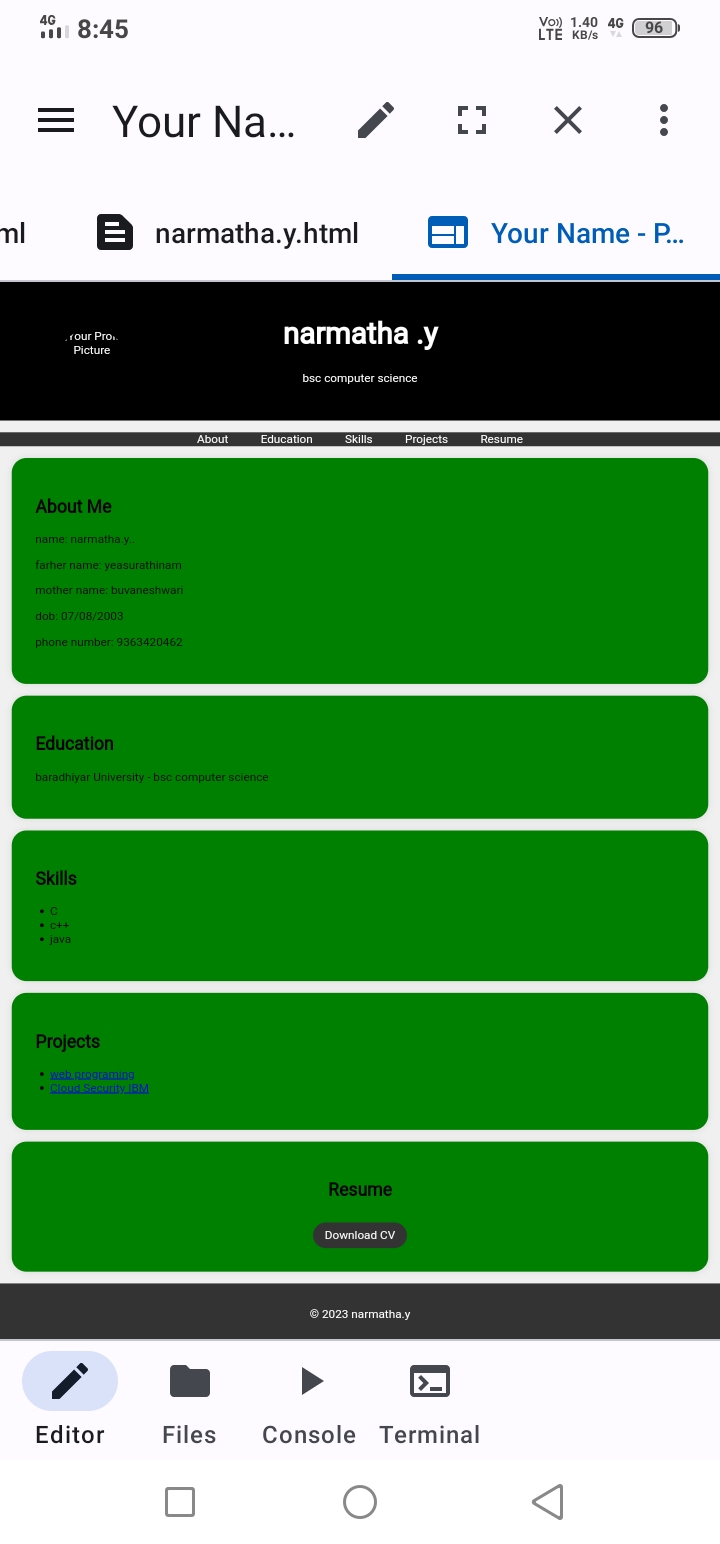 4G 8:45 Vo)) LTE 1.40 KB/s 4G 96
Your Na...
ml narmatha.y.html Your Name - P...
Picture
narmatha .y
bsc computer science
About Education Skills Projects Resume
About Me
name: narmatha.y..
farher name: yeasurathinam
mother name: buvaneshwari
dob: 07/08/2003
phone number: 9363420462
Education
baradhiyar University - bsc computer science
Skills
• C
• c++
• java
Projects
• web programing
• Cloud Security IBM
Resume
Download CV
© 2023 narmatha.y
Editor Files Console Terminal